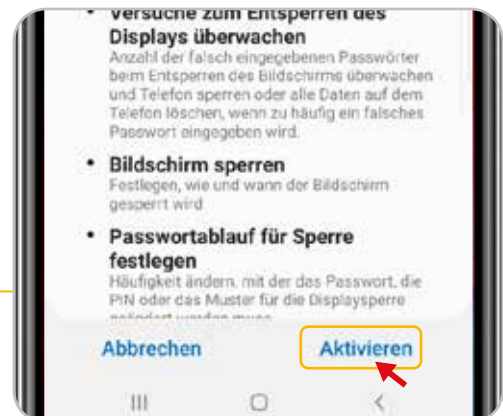 Versuche zum Entsperren des
Displays überwachen
Anzahl der falsch eingegebenen Passwörter
beim Entsperren des Bildschirms überwachen
und Telefon sperren oder alle Daten auf dem
Telefon löschen, wenn zu häufig ein falsches
Passwort eingegeben wird.
• Bildschirm sperren
Festlegen, wie und wann der Bildschirm
gesperrt wird
• Passwortablauf für Sperre
festlegen
Häufigkeit ändern, mit der das Passwort, die
PIN oder das Muster für die Displaysperre
Abbrechen Aktivieren